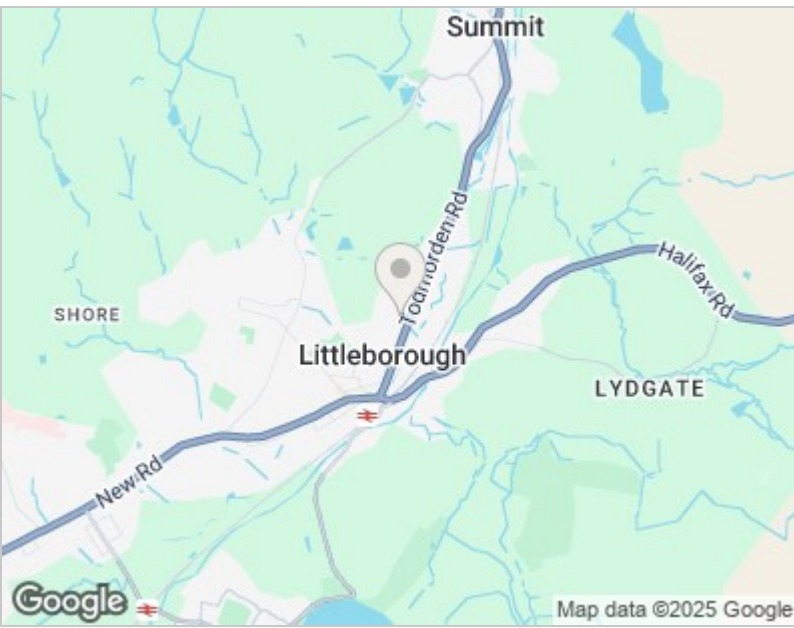 Summit
Todmorden Rd
Halifax Rd
SHORE
Littleborough
LYDGATE
New Rd
Google
Map data ©2025 Google